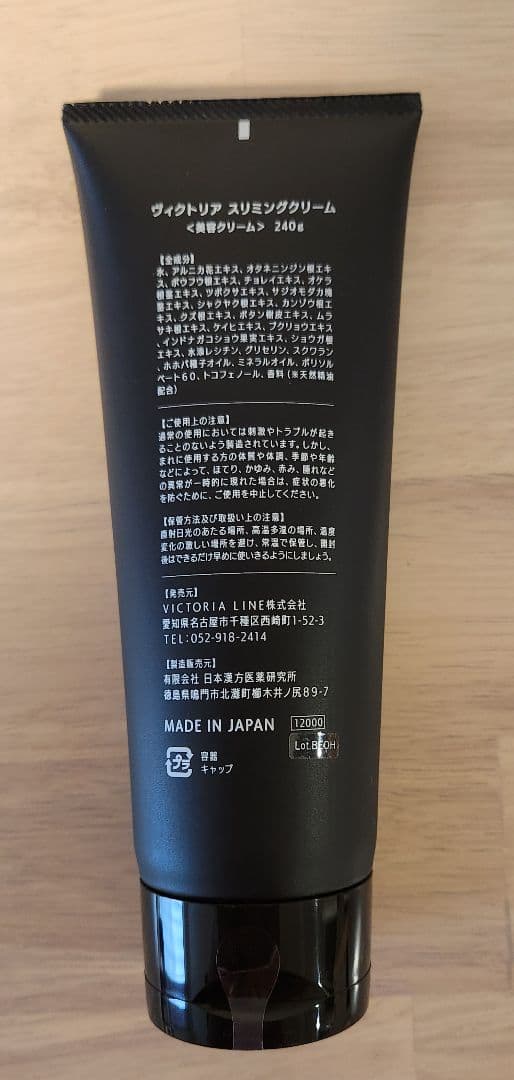 ヴィクトリア スリミングクリーム
＜美容クリーム＞ 240g
【全成分】
水、アルニカ花エキス、オタネニンジン根エキ
ス、ボウフウ根エキス、チョレイエキス、オケラ
根茎エキス、ツボクサエキス、サジオモダカ塊
茎エキス、シャクヤク根エキス、カンゾウ根エ
キス、クズ根エキス、ボタン樹皮エキス、ムラ
サキ根エキス、ケイヒエキス、ブクリョウエキス
、インドナガコショウ果実エキス、ショウガ根
エキス、水添レシチン、グリセリン、スクワラン
、ホホバ種子オイル、ミネラルオイル、ポリソル
ベート60、トコフェノール、香料（※天然精油
配合）
【ご使用上の注意】
通常の使用においては刺激やトラブルが起き
ることのないよう製造されています。しかし、
まれに使用する方の体質や体調、季節や年齢
などによって、ほてり、かゆみ、赤み、腫れなど
の異常が一時的に現れた場合は、症状の悪化
を防ぐために、ご使用を中止してください。
【保管方法及び取扱い上の注意】
直射日光のあたる場所、高温多湿の場所、温度
変化の激しい場所を避け、常温で保管し、開封
後はできるだけ早めに使いきるようにしましょう。
【発売元】
VICTORIA LINE株式会社
愛知県名古屋市千種区西崎町1-52-3
TEL:052-918-2414
【製造販売元】
有限会社 日本漢方医薬研究所
徳島県鳴門市北灘町櫛木井ノ尻89-7
MADE IN JAPAN 12000
Lot.BEOH
プラ 容器
キャップ